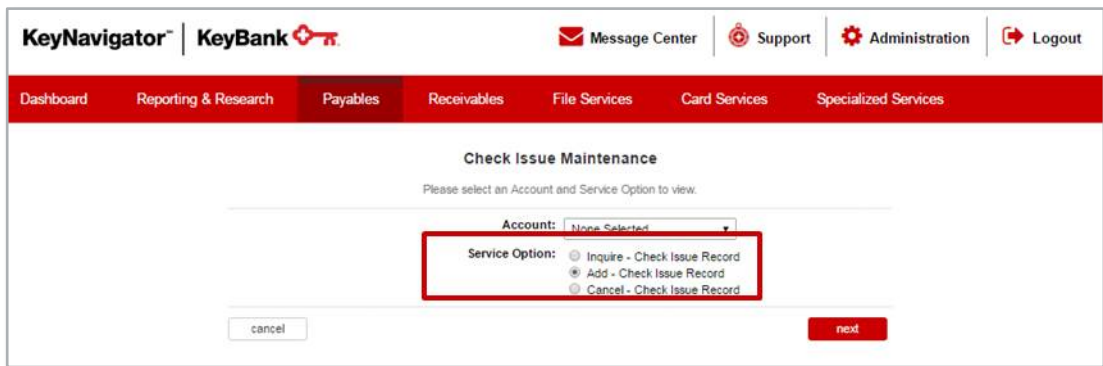 KeyNavigator℠ KeyBank Message Center Support Administration Logout
Dashboard Reporting & Research Payables Receivables File Services Card Services Specialized Services
Check Issue Maintenance
Please select an Account and Service Option to view.
Account: None Selected
Service Option: Inquire - Check Issue Record
Add - Check Issue Record
Cancel - Check Issue Record
cancel next